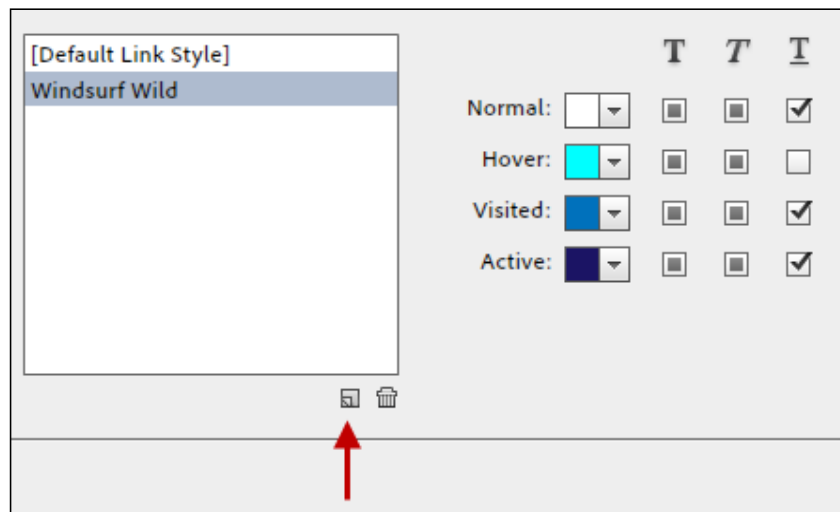 [Default Link Style]
Windsurf Wild
T T T
Normal:
Hover:
Visited:
Active: